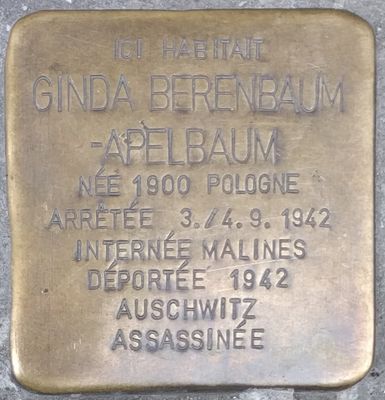 ICI HABITAIT
GINDA BERENBAUM
-APELBAUM
NÉE 1900 POLOGNE
ARRÊTÉE 3./4.9.1942
INTERNÉE MALINES
DÉPORTÉE 1942
AUSCHWITZ
ASSASSINÉE